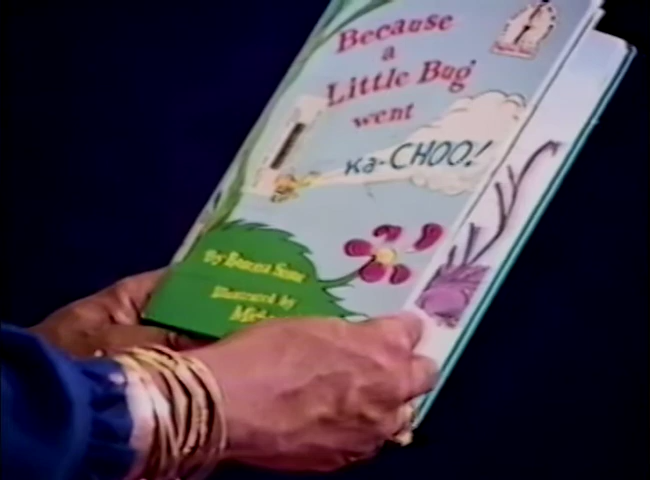 Because
a
Little Bug
went
Ka-CHOO!
By Rosetta Stone
Illustrated by